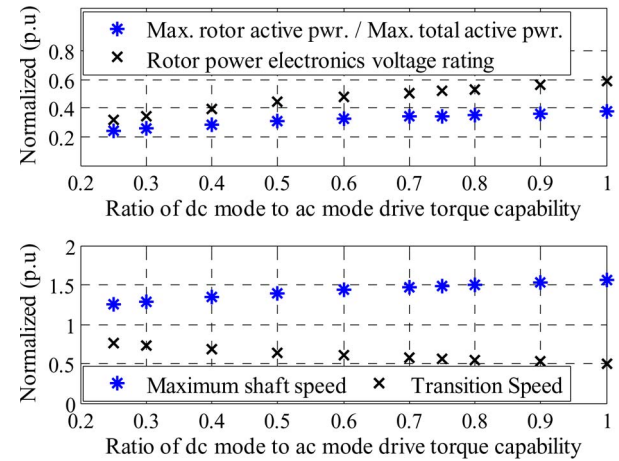 Normalized (p.u)
0.8
0.6
0.4
0.2
Max. rotor active pwr. / Max. total active pwr.
Rotor power electronics voltage rating
0.2 0.3 0.4 0.5 0.6 0.7 0.8 0.9 1
Ratio of dc mode to ac mode drive torque capability
Normalized (p.u)
2
1.5
1
0.5
0
Maximum shaft speed Transition Speed
0.2 0.3 0.4 0.5 0.6 0.7 0.8 0.9 1
Ratio of dc mode to ac mode drive torque capability